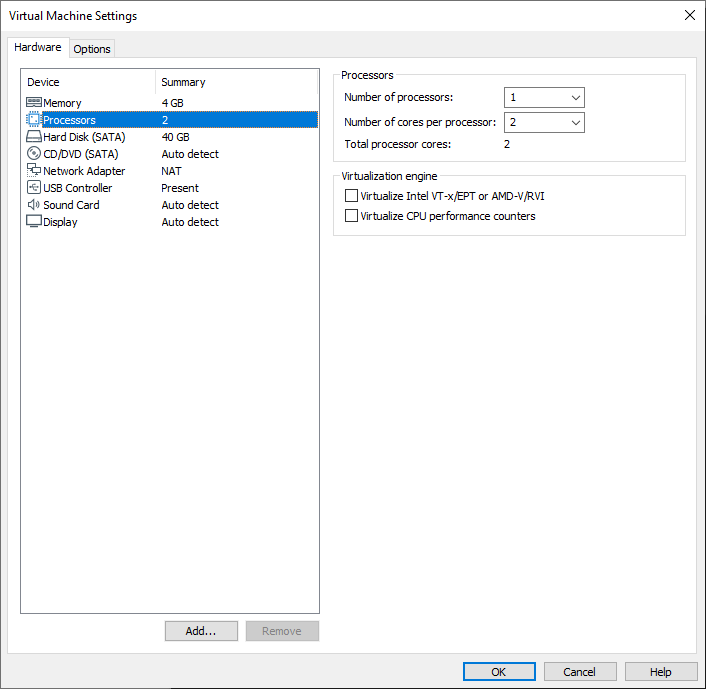 Virtual Machine Settings
Hardware
Options
Device Summary
Memory 4 GB
Processors 2
Hard Disk (SATA) 40 GB
CD/DVD (SATA) Auto detect
Network Adapter NAT
USB Controller Present
Sound Card Auto detect
Display Auto detect
Add...
Remove
Processors
Number of processors: 1
Number of cores per processor: 2
Total processor cores: 2
Virtualization engine
Virtualize Intel VT-x/EPT or AMD-V/RVI
Virtualize CPU performance counters
OK
Cancel
Help